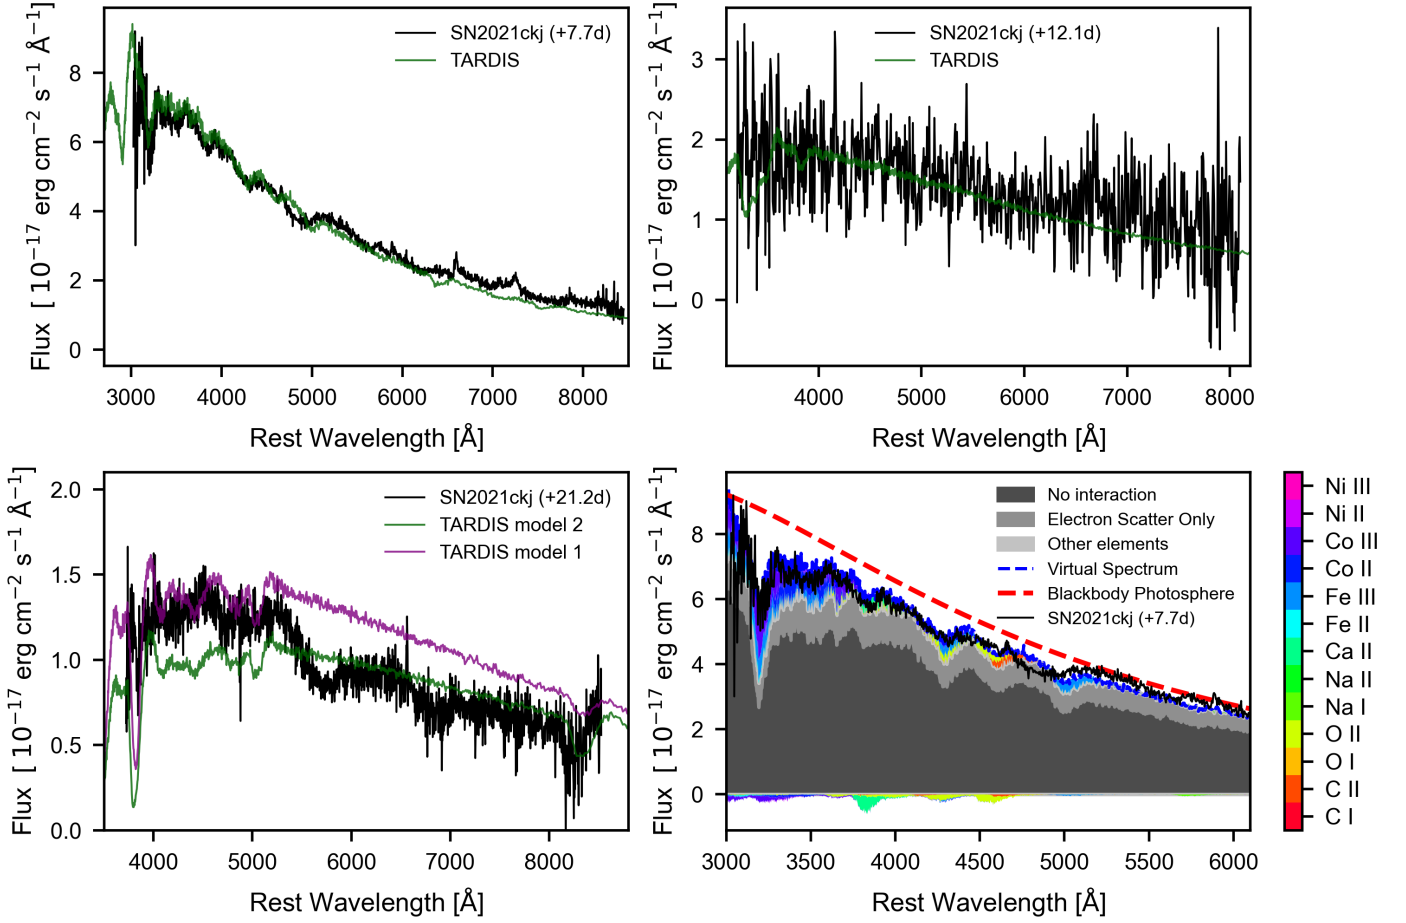 Flux [ 10⁻¹⁷ erg cm⁻² s⁻¹ Å⁻¹]
8
6
4
2
0
SN2021ckj (+7.7d)
TARDIS
3000 4000 5000 6000 7000 8000
Rest Wavelength [Å]
Flux [ 10⁻¹⁷ erg cm⁻² s⁻¹ Å⁻¹]
3
2
1
0
SN2021ckj (+12.1d)
TARDIS
4000 5000 6000 7000 8000
Rest Wavelength [Å]
Flux [ 10⁻¹⁷ erg cm⁻² s⁻¹ Å⁻¹]
2.0
1.5
1.0
0.5
0.0
SN2021ckj (+21.2d)
TARDIS model 2
TARDIS model 1
4000 5000 6000 7000 8000
Rest Wavelength [Å]
Flux [ 10⁻¹⁷ erg cm⁻² s⁻¹ Å⁻¹]
8
6
4
2
0
No interaction
Electron Scatter Only
Other elements
Virtual Spectrum
Blackbody Photosphere
SN2021ckj (+7.7d)
3000 3500 4000 4500 5000 5500 6000
Rest Wavelength [Å]
Ni III
Ni II
Co III
Co II
Fe III
Fe II
Ca II
Na II
Na I
O II
O I
C II
C I